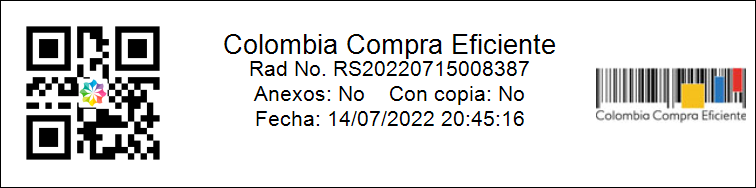 Colombia Compra Eficiente
Rad No. RS20220715008387
Anexos: No    Con copia: No
Fecha: 14/07/2022 20:45:16
Colombia Compra Eficiente